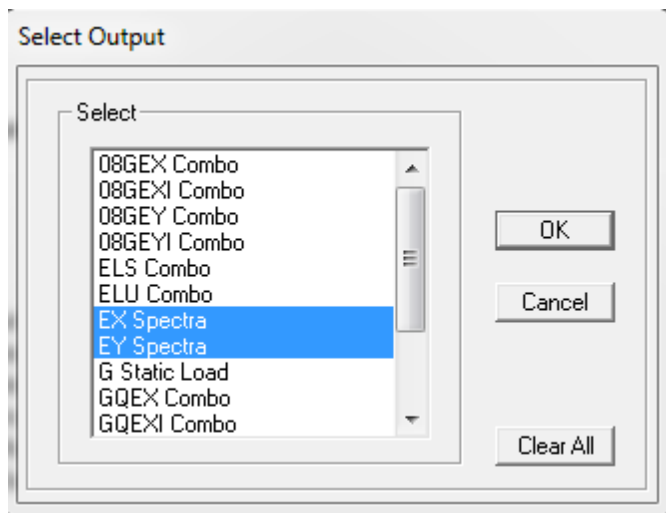 Select Output
Select
08GEX Combo
08GEXI Combo
08GEY Combo
08GEYI Combo
ELS Combo
ELU Combo
EX Spectra
EY Spectra
G Static Load
GQEX Combo
GQEXI Combo
OK
Cancel
Clear All